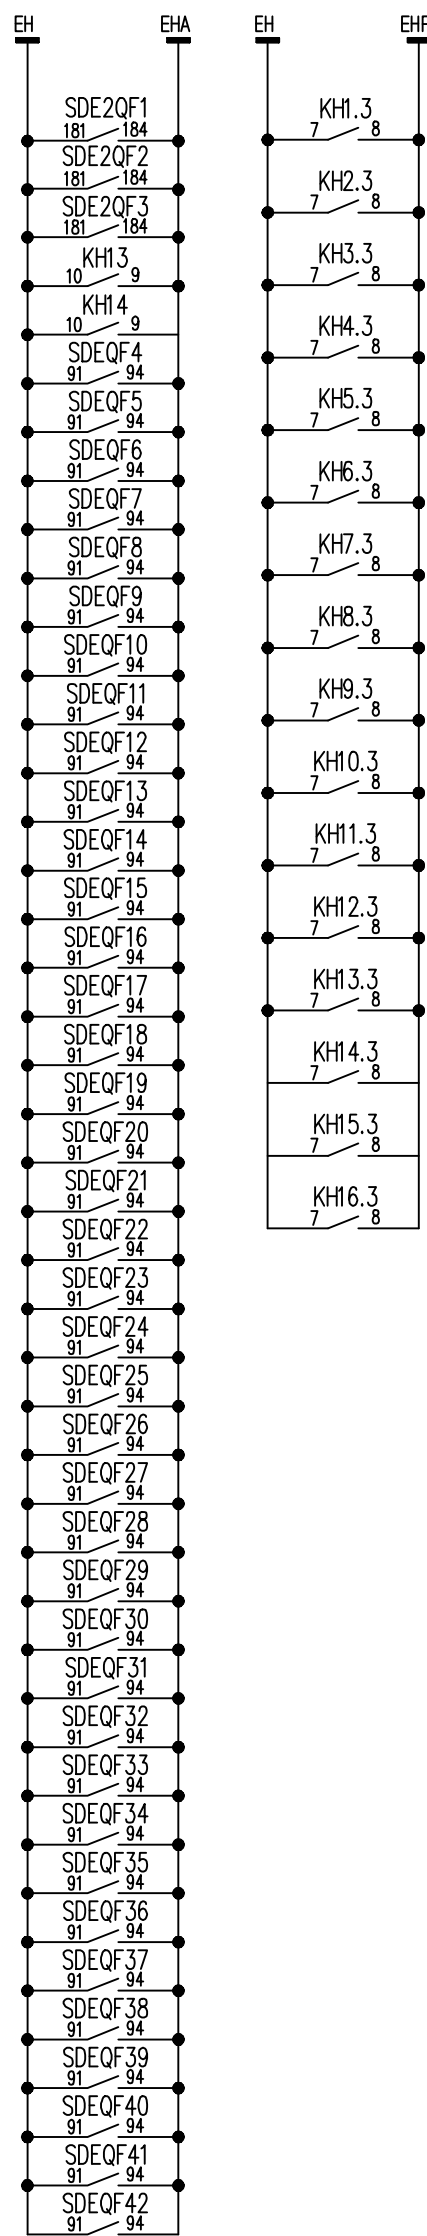 EH EHA
SDE2QF1
181 184
SDE2QF2
181 184
SDE2QF3
181 184
KH13
10 9
KH14
10 9
SDEQF4
91 94
SDEQF5
91 94
SDEQF6
91 94
SDEQF7
91 94
SDEQF8
91 94
SDEQF9
91 94
SDEQF10
91 94
SDEQF11
91 94
SDEQF12
91 94
SDEQF13
91 94
SDEQF14
91 94
SDEQF15
91 94
SDEQF16
91 94
SDEQF17
91 94
SDEQF18
91 94
SDEQF19
91 94
SDEQF20
91 94
SDEQF21
91 94
SDEQF22
91 94
SDEQF23
91 94
SDEQF24
91 94
SDEQF25
91 94
SDEQF26
91 94
SDEQF27
91 94
SDEQF28
91 94
SDEQF29
91 94
SDEQF30
91 94
SDEQF31
91 94
SDEQF32
91 94
SDEQF33
91 94
SDEQF34
91 94
SDEQF35
91 94
SDEQF36
91 94
SDEQF37
91 94
SDEQF38
91 94
SDEQF39
91 94
SDEQF40
91 94
SDEQF41
91 94
SDEQF42
91 94
EH
KH1.3
7 8
KH2.3
7 8
KH3.3
7 8
KH4.3
7 8
KH5.3
7 8
KH6.3
7 8
KH7.3
7 8
KH8.3
7 8
KH9.3
7 8
KH10.3
7 8
KH11.3
7 8
KH12.3
7 8
KH13.3
7 8
KH14.3
7 8
KH15.3
7 8
KH16.3
7 8